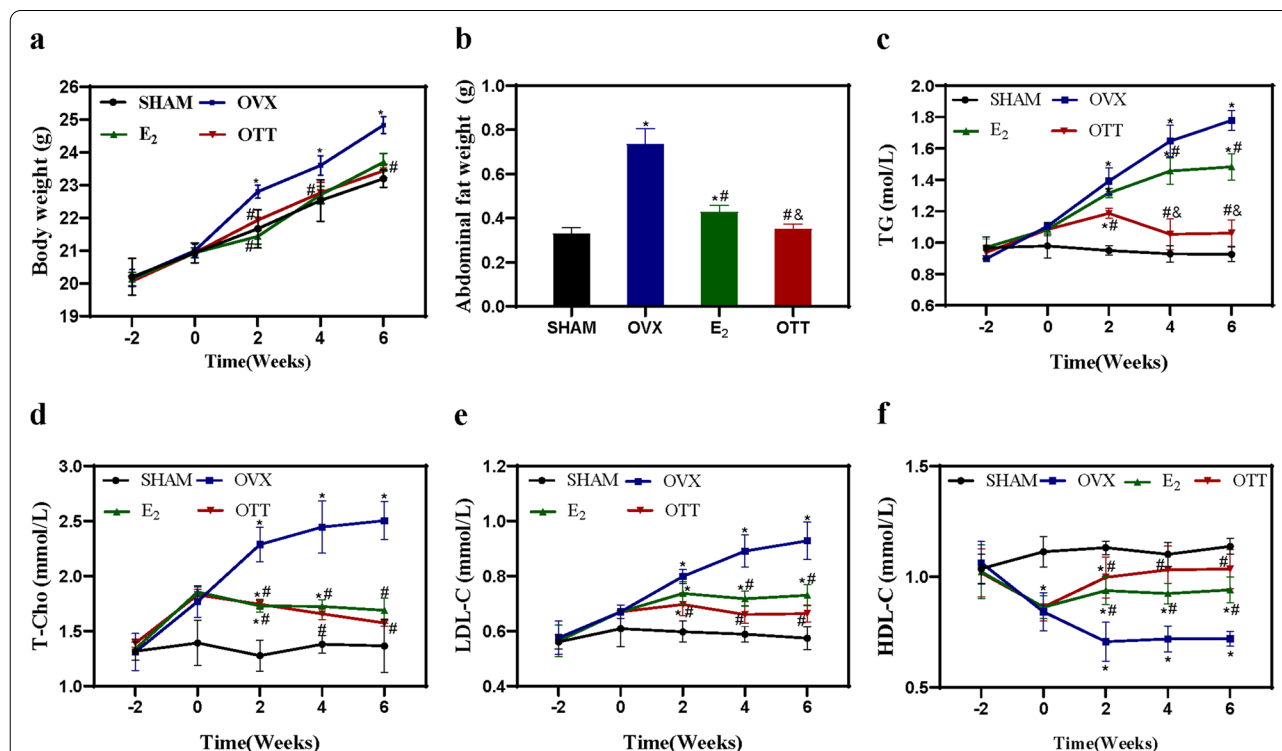 a
Body weight (g)
26
25
24
23
22
21
20
19
SHAM
OVX
E₂
OTT
*
*
*
#
#
#
#
-2 0 2 4 6
Time(Weeks)
b
Abdominal fat weight (g)
1.0
0.8
0.6
0.4
0.2
0.0
*
*#
#&
SHAM OVX E₂ OTT
c
TG (mol/L)
2.0
1.8
1.6
1.4
1.2
1.0
0.8
0.6
SHAM
OVX
E₂
OTT
*
*
*
*#
*#
*
*#
#&
#&
-2 0 2 4 6
Time(Weeks)
d
T-Cho (mmol/L)
3.0
2.5
2.0
1.5
1.0
SHAM
OVX
E₂
OTT
*
*
*
*#
*#
#
*#
#
#
-2 0 2 4 6
Time(Weeks)
e
LDL-C (mmol/L)
1.2
1.0
0.8
0.6
0.4
SHAM
OVX
E₂
OTT
*
*
*
*
*#
*#
*#
#
#
-2 0 2 4 6
Time(Weeks)
f
HDL-C (mmol/L)
1.5
1.0
0.5
SHAM OVX E₂ OTT
*
*#
#
#
*#
*#
*#
*
*
*
-2 0 2 4 6
Time(Weeks)